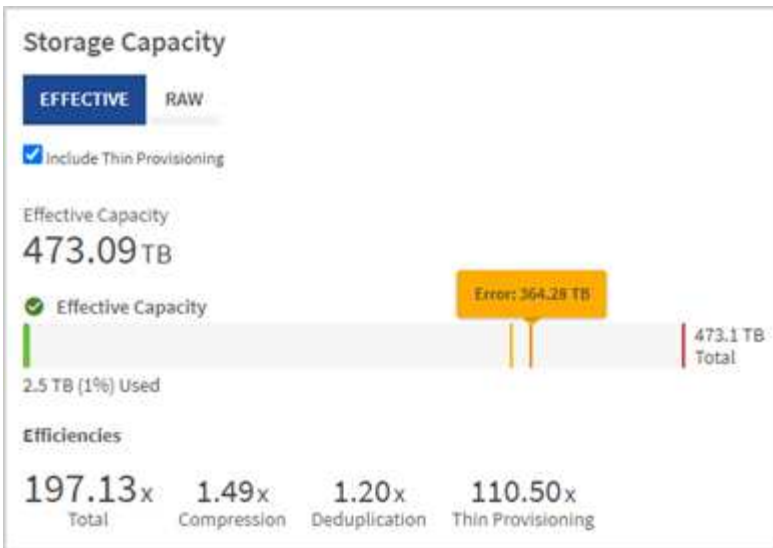 Storage Capacity
EFFECTIVE RAW
Include Thin Provisioning
Effective Capacity
473.09 TB
Effective Capacity
Error: 364.28 TB
473.1 TB
Total
2.5 TB (1%) Used
Efficiencies
197.13x 1.49x 1.20x 110.50x
Total Compression Deduplication Thin Provisioning